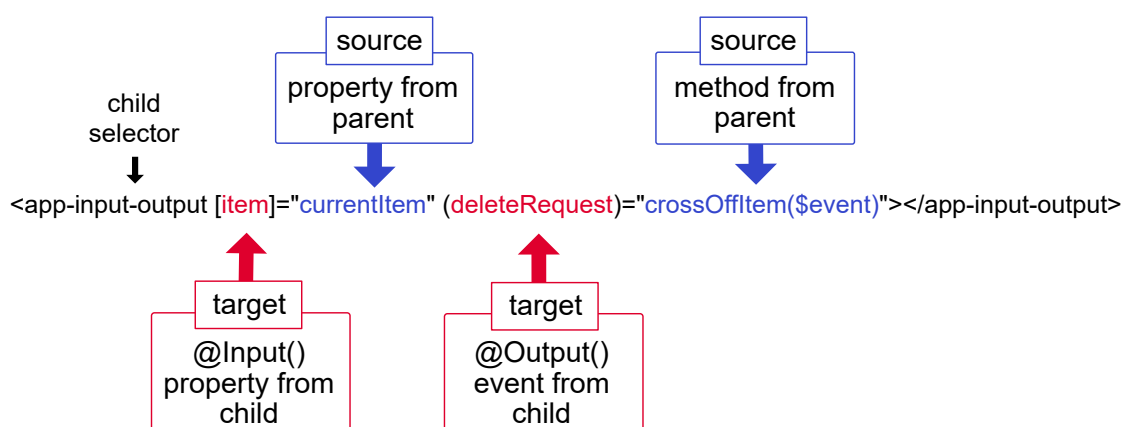 source
property from
parent
source
method from
parent
child
selector
<app-input-output [item]="currentItem" (deleteRequest)="crossOffItem($event)"></app-input-output>
target
@Input()
property from
child
target
@Output()
event from
child